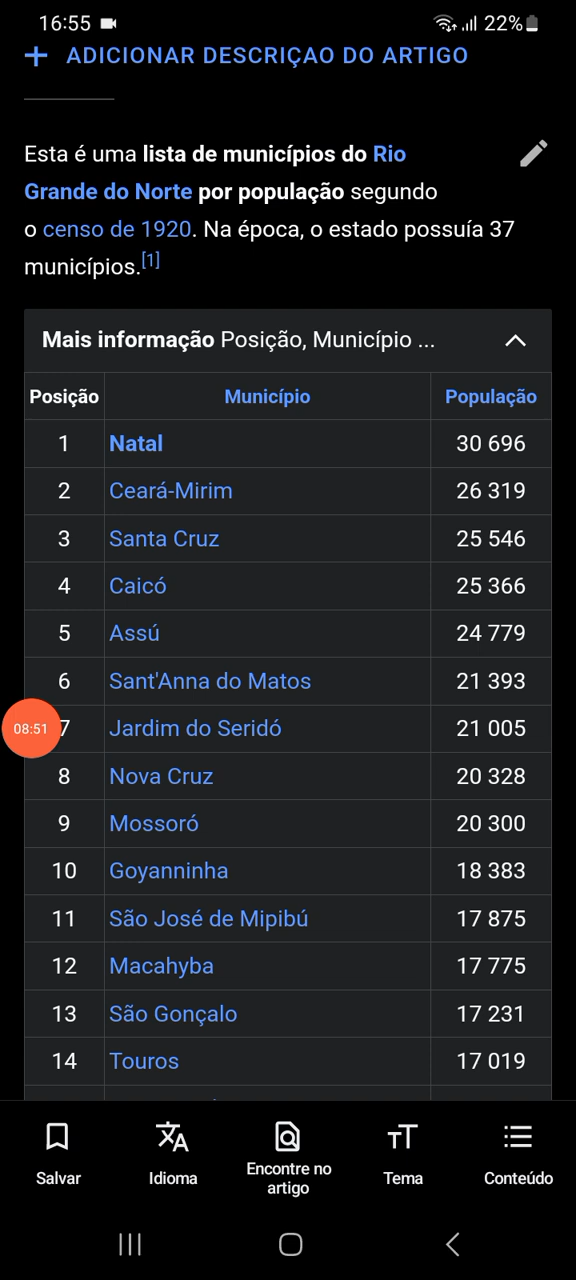 16:55 22%
+ ADICIONAR DESCRIÇAO DO ARTIGO
Esta é uma lista de municípios do Rio
Grande do Norte por população segundo
o censo de 1920. Na época, o estado possuía 37
municípios.[1]
Mais informação Posição, Município ...
Posição Município População
1 Natal 30 696
2 Ceará-Mirim 26 319
3 Santa Cruz 25 546
4 Caicó 25 366
5 Assú 24 779
6 Sant'Anna do Matos 21 393
08:51
7 Jardim do Seridó 21 005
8 Nova Cruz 20 328
9 Mossoró 20 300
10 Goyanninha 18 383
11 São José de Mipibú 17 875
12 Macahyba 17 775
13 São Gonçalo 17 231
14 Touros 17 019
Salvar Idioma Encontre no Tema Conteúdo
artigo